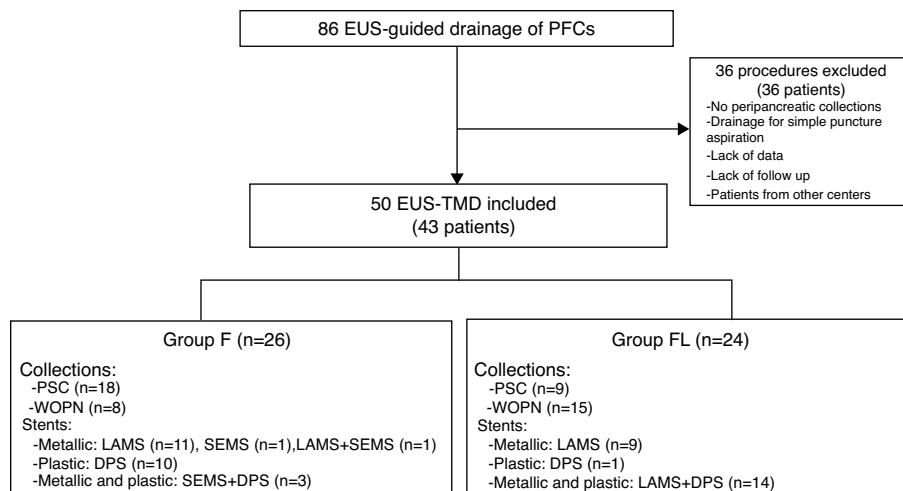 86 EUS-guided drainage of PFCs
36 procedures excluded
(36 patients)
-No peripancreatic collections
-Drainage for simple puncture
aspiration
-Lack of data
-Lack of follow up
-Patients from other centers
50 EUS-TMD included
(43 patients)
Group F (n=26)
Collections:
-PSC (n=18)
-WOPN (n=8)
Stents:
-Metallic: LAMS (n=11), SEMS (n=1),LAMS+SEMS (n=1)
-Plastic: DPS (n=10)
-Metallic and plastic: SEMS+DPS (n=3)
Group FL (n=24)
Collections:
-PSC (n=9)
-WOPN (n=15)
Stents:
-Metallic: LAMS (n=9)
-Plastic: DPS (n=1)
-Metallic and plastic: LAMS+DPS (n=14)